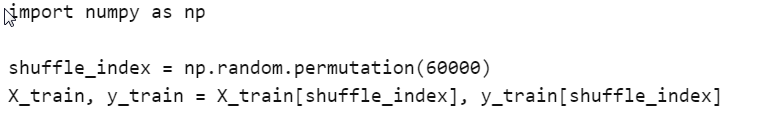 import numpy as np
shuffle_index = np.random.permutation(60000)
X_train, y_train = X_train[shuffle_index], y_train[shuffle_index]